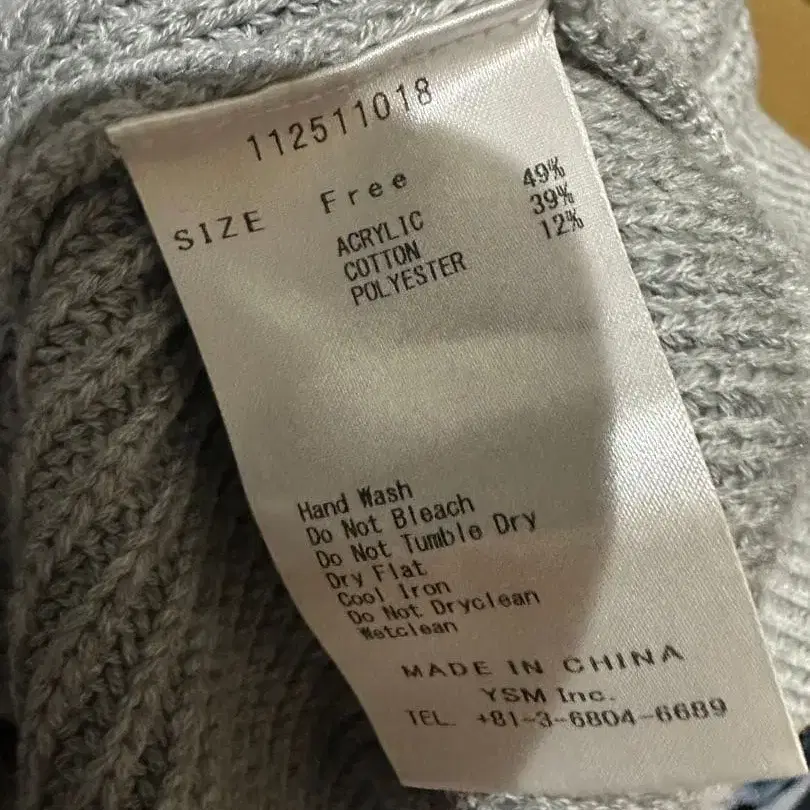 112511018
SIZE Free
ACRYLIC 49%
COTTON 39%
POLYESTER 12%
Hand Wash
Do Not Bleach
Do Not Tumble Dry
Dry Flat
Cool Iron
Do Not Dryclean
Wetclean
MADE IN CHINA
YSM Inc.
TEL. +81-3-6804-6689